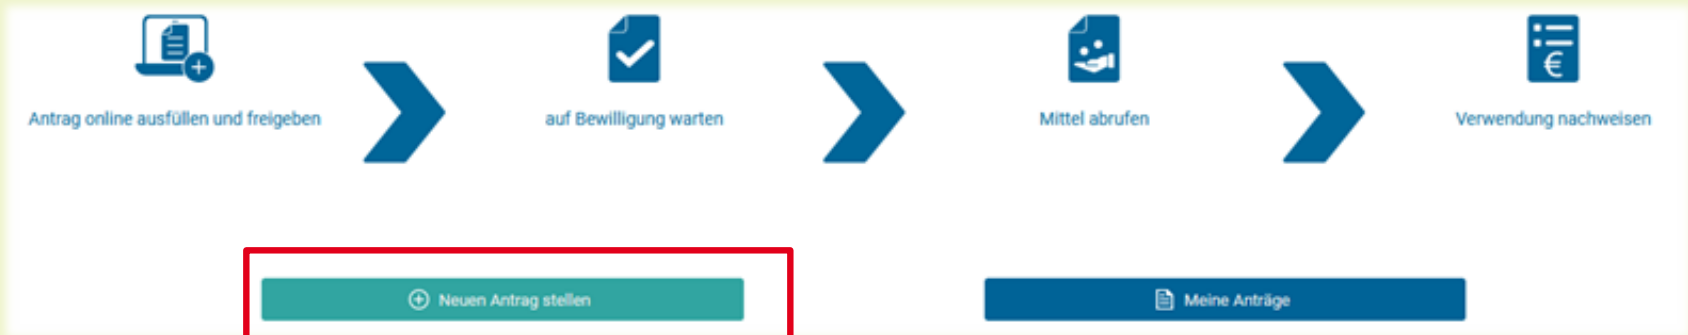 Antrag online ausfüllen und freigeben
auf Bewilligung warten
Mittel abrufen
Verwendung nachweisen
Neuen Antrag stellen
Meine Anträge